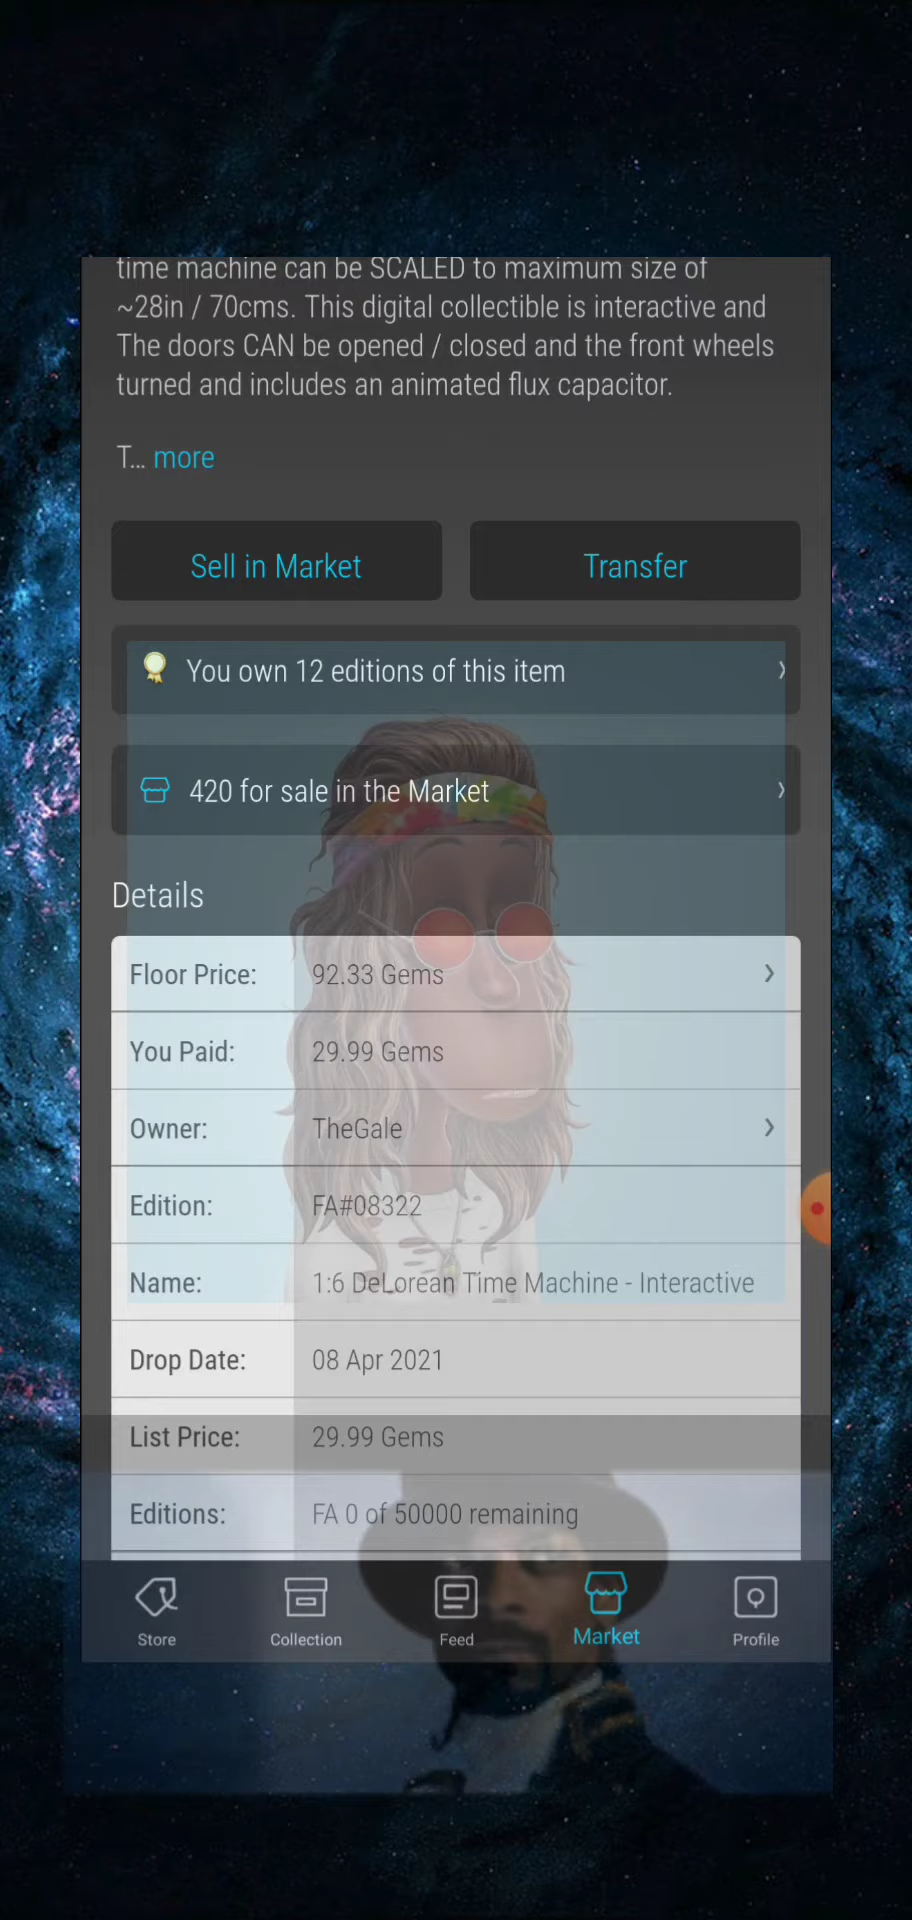 time machine can be SCALED to maximum size of
~28in / 70cms. This digital collectible is interactive and
The doors CAN be opened / closed and the front wheels
turned and includes an animated flux capacitor.
T... more
Sell in Market
Transfer
You own 12 editions of this item
420 for sale in the Market
Details
Floor Price: 92.33 Gems
You Paid: 29.99 Gems
Owner: TheGale
Edition: FA#08322
Name: 1:6 DeLorean Time Machine - Interactive
Drop Date: 08 Apr 2021
List Price: 29.99 Gems
Editions: FA 0 of 50000 remaining
Store
Collection
Feed
Market
Profile